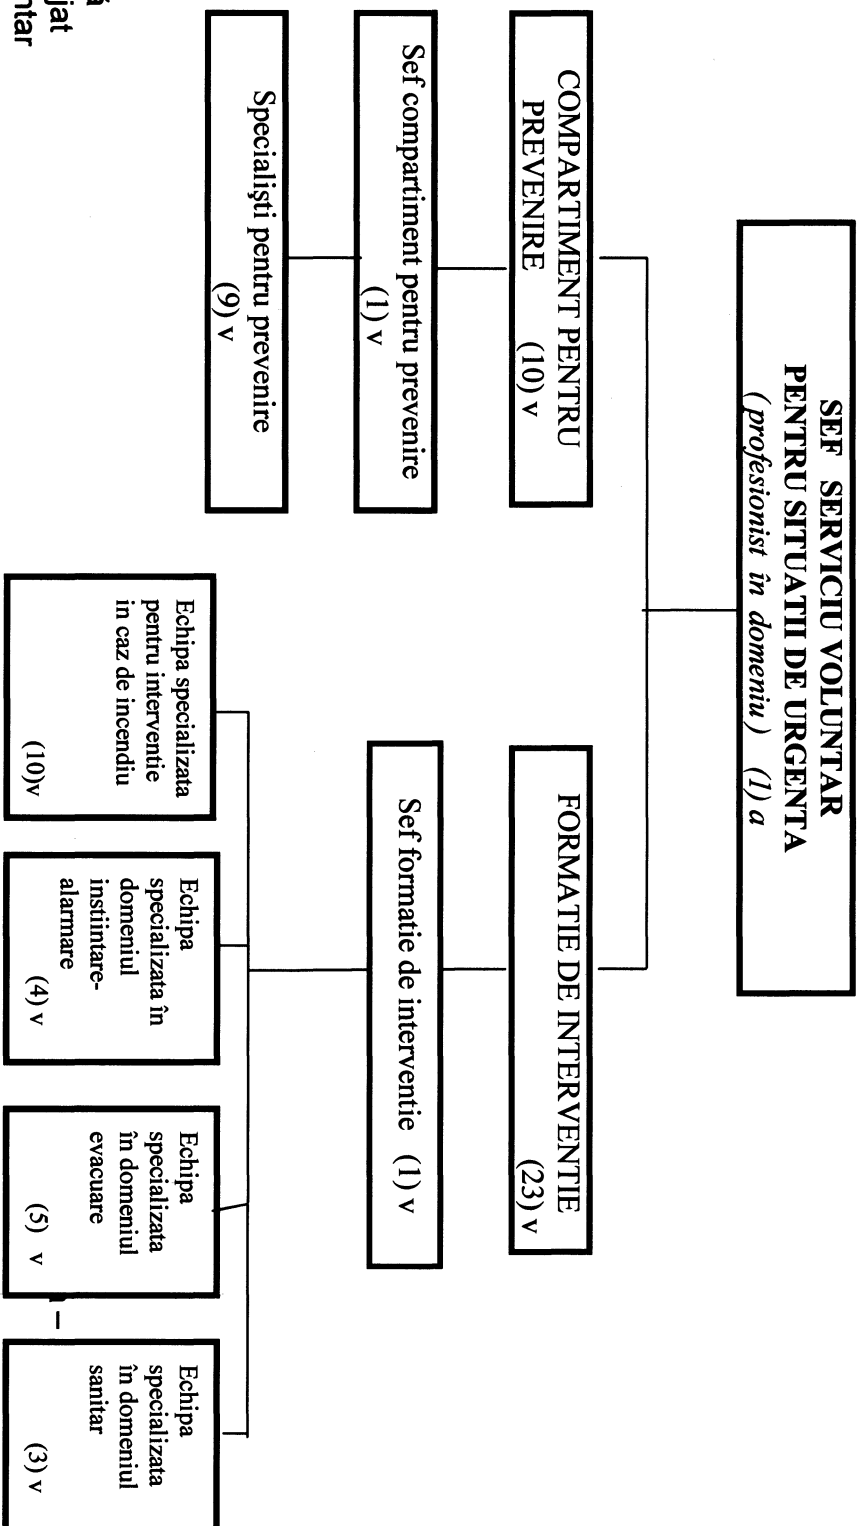 SEF SERVICIU VOLUNTAR
PENTRU SITUATII DE URGENTA
(profesionist în domeniu) (1) a
COMPARTIMENT PENTRU
PREVENIRE (10) v
Sef compartiment pentru prevenire
(1) v
Specialişti pentru prevenire
(9) v
FORMATIE DE INTERVENTIE
(23) v
Sef formatie de interventie (1) v
Echipa specializata
pentru interventie
in caz de incendiu
(10)v
Echipa
specializata în
domeniul
instiintare-
alarmare
(4) v
Echipa
specializata
în domeniul
evacuare
(5) v
Echipa
specializata
în domeniul
sanitar
(3) v